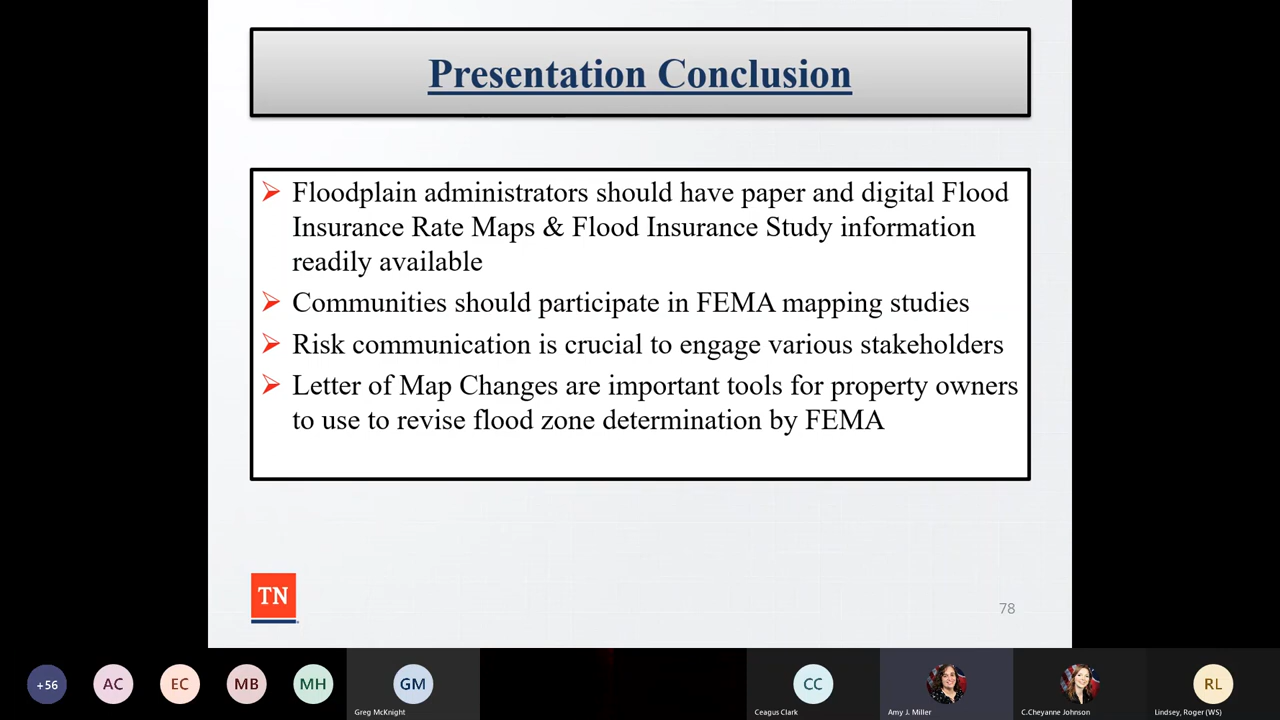 Presentation Conclusion
Floodplain administrators should have paper and digital Flood
Insurance Rate Maps & Flood Insurance Study information
readily available
Communities should participate in FEMA mapping studies
Risk communication is crucial to engage various stakeholders
Letter of Map Changes are important tools for property owners
to use to revise flood zone determination by FEMA
TN
78
+56
AC
EC
MB
MH
GM
CC
RL
Greg McKnight
Ceagus Clark
Amy J. Miller
C.Cheyanne Johnson
Lindsey, Roger (WS)